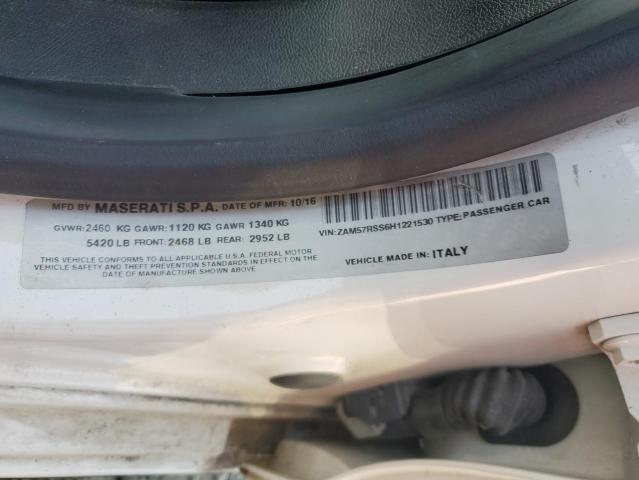 MFD BY MASERATI S.P.A. DATE OF MFR: 10/16
GVWR: 2460 KG GAWR: 1120 KG GAWR 1340 KG
5420 LB FRONT: 2468 LB REAR: 2952 LB
THIS VEHICLE CONFORMS TO ALL APPLICABLE U.S.A. FEDERAL MOTOR
VEHICLE SAFETY AND THEFT PREVENTION STANDARDS IN EFFECT ON THE
DATE OF MANUFACTURE SHOWN ABOVE
VIN: ZAM57RSS6H1221530 TYPE: PASSENGER CAR
MADE IN: ITALY